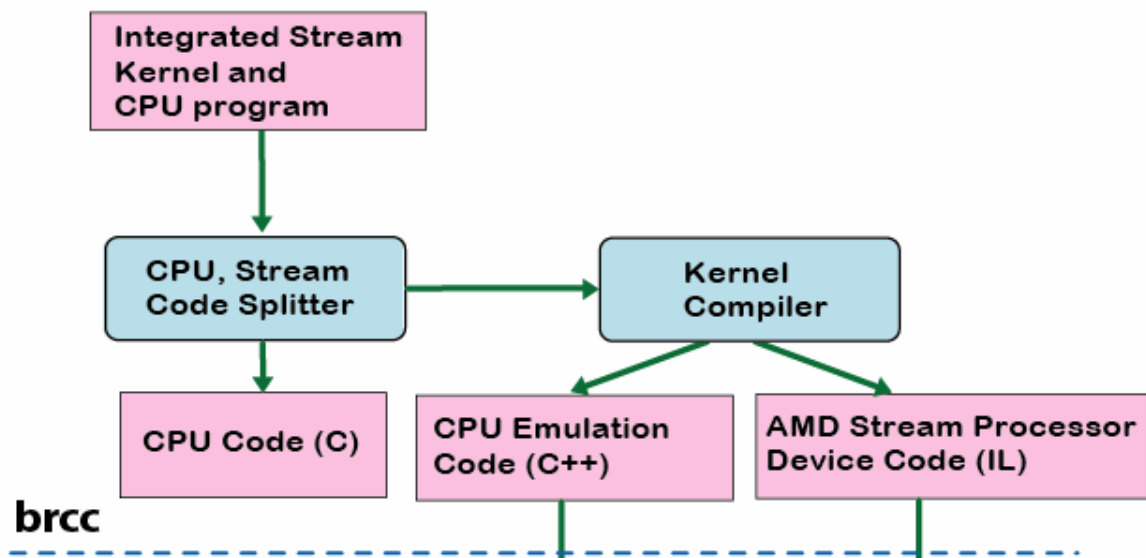 Integrated Stream
Kernel and
CPU program
CPU, Stream
Code Splitter
Kernel
Compiler
CPU Code (C)
CPU Emulation
Code (C++)
AMD Stream Processor
Device Code (IL)
brcc